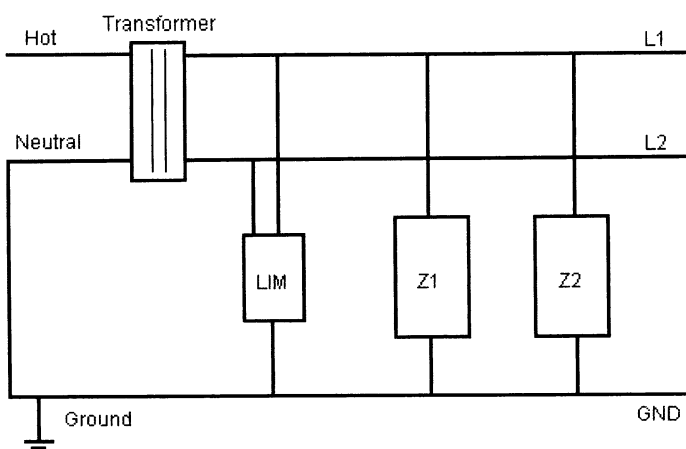 Transformer
Hot
L1
Neutral
L2
LIM
Z1
Z2
Ground
GND